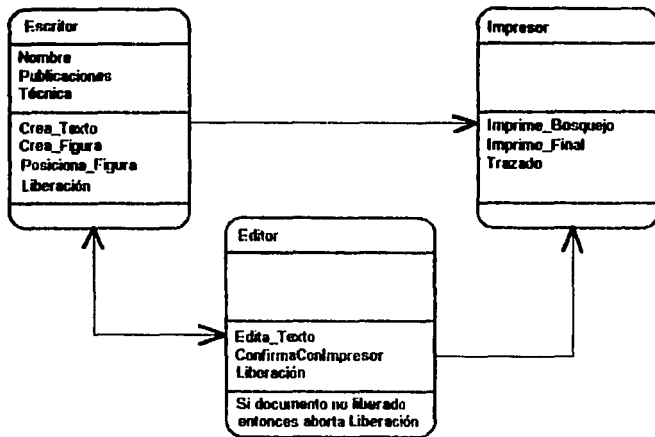 Escritor
Nombre
Publicaciones
Técnica
Crea_Texto
Crea_Figura
Posiciona_Figura
Liberación
Impresor
Imprime_Bosquejo
Imprime_Final
Trazado
Editor
Edita_Texto
ConfirmaConImpresor
Liberación
Si documento no liberado
entonces aborta Liberación